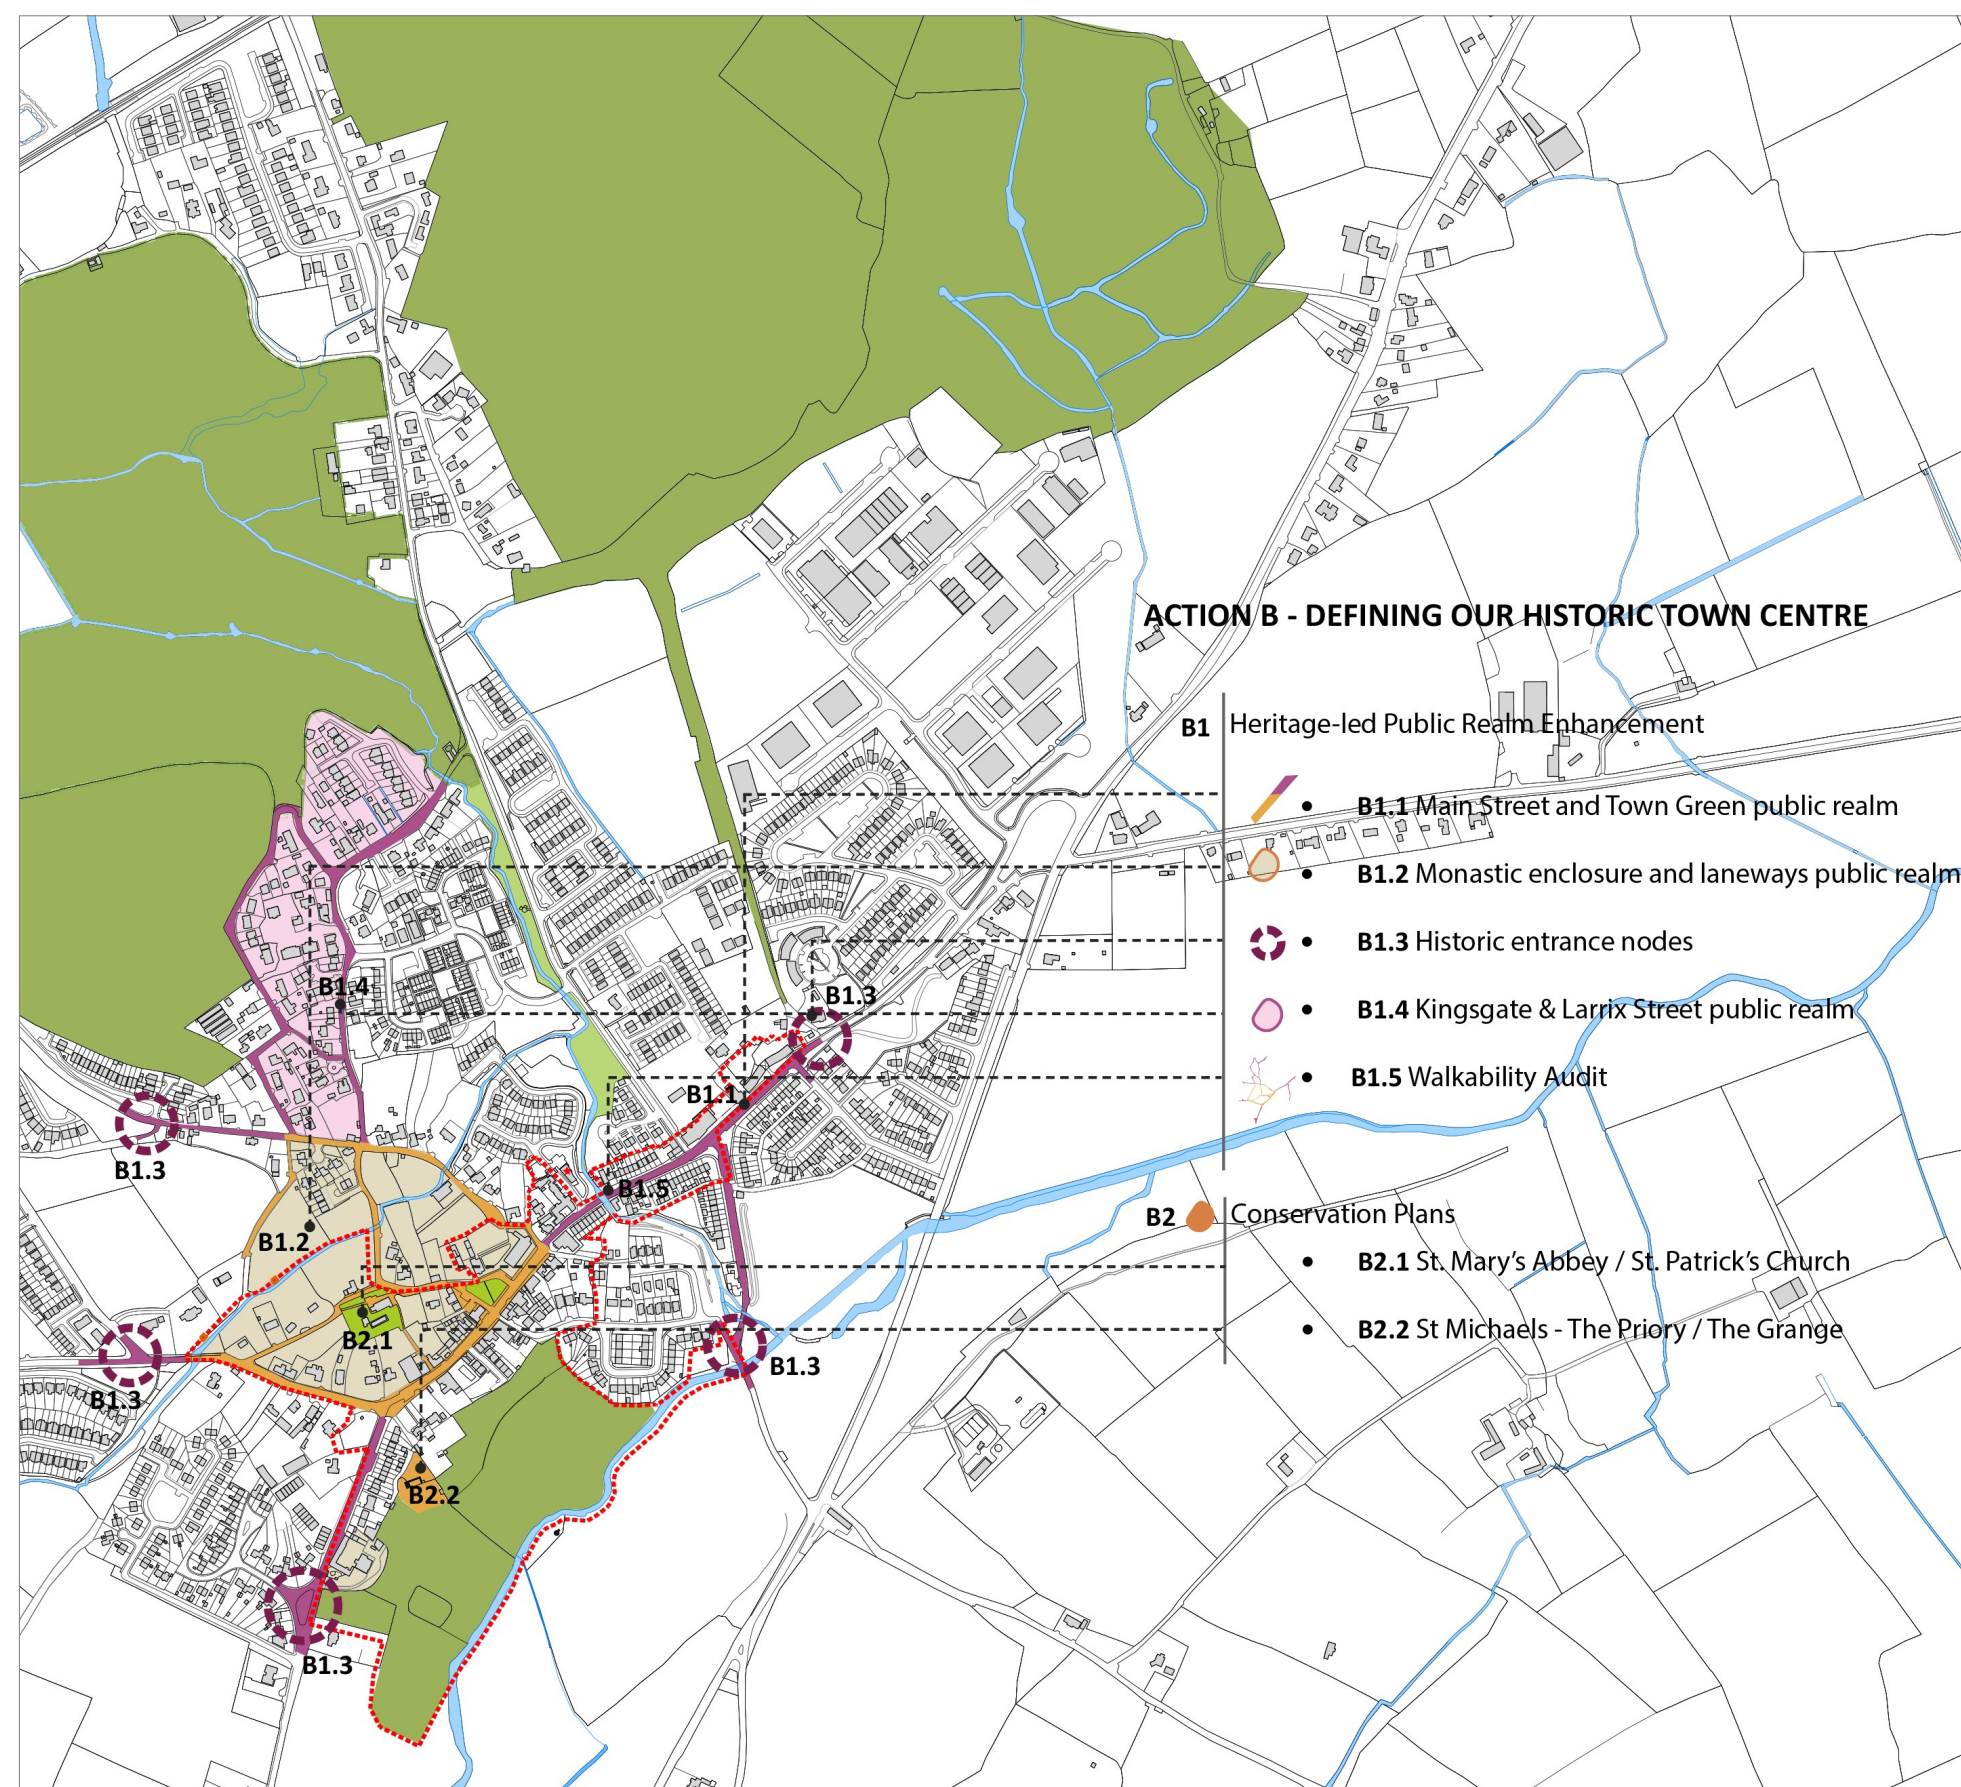 ACTION B - DEFINING OUR HISTORIC TOWN CENTRE
B1 Heritage-led Public Realm Enhancement
• B1.1 Main Street and Town Green public realm
• B1.2 Monastic enclosure and laneways public realm
• B1.3 Historic entrance nodes
• B1.4 Kingsgate & Larrix Street public realm
• B1.5 Walkability Audit
B2 Conservation Plans
• B2.1 St. Mary's Abbey / St. Patrick's Church
• B2.2 St Michaels - The Priory / The Grange
B1.4
B1.3
B1.1
B1.3
B1.5
B1.2
B2.1
B1.3
B1.3
B2.2
B1.3